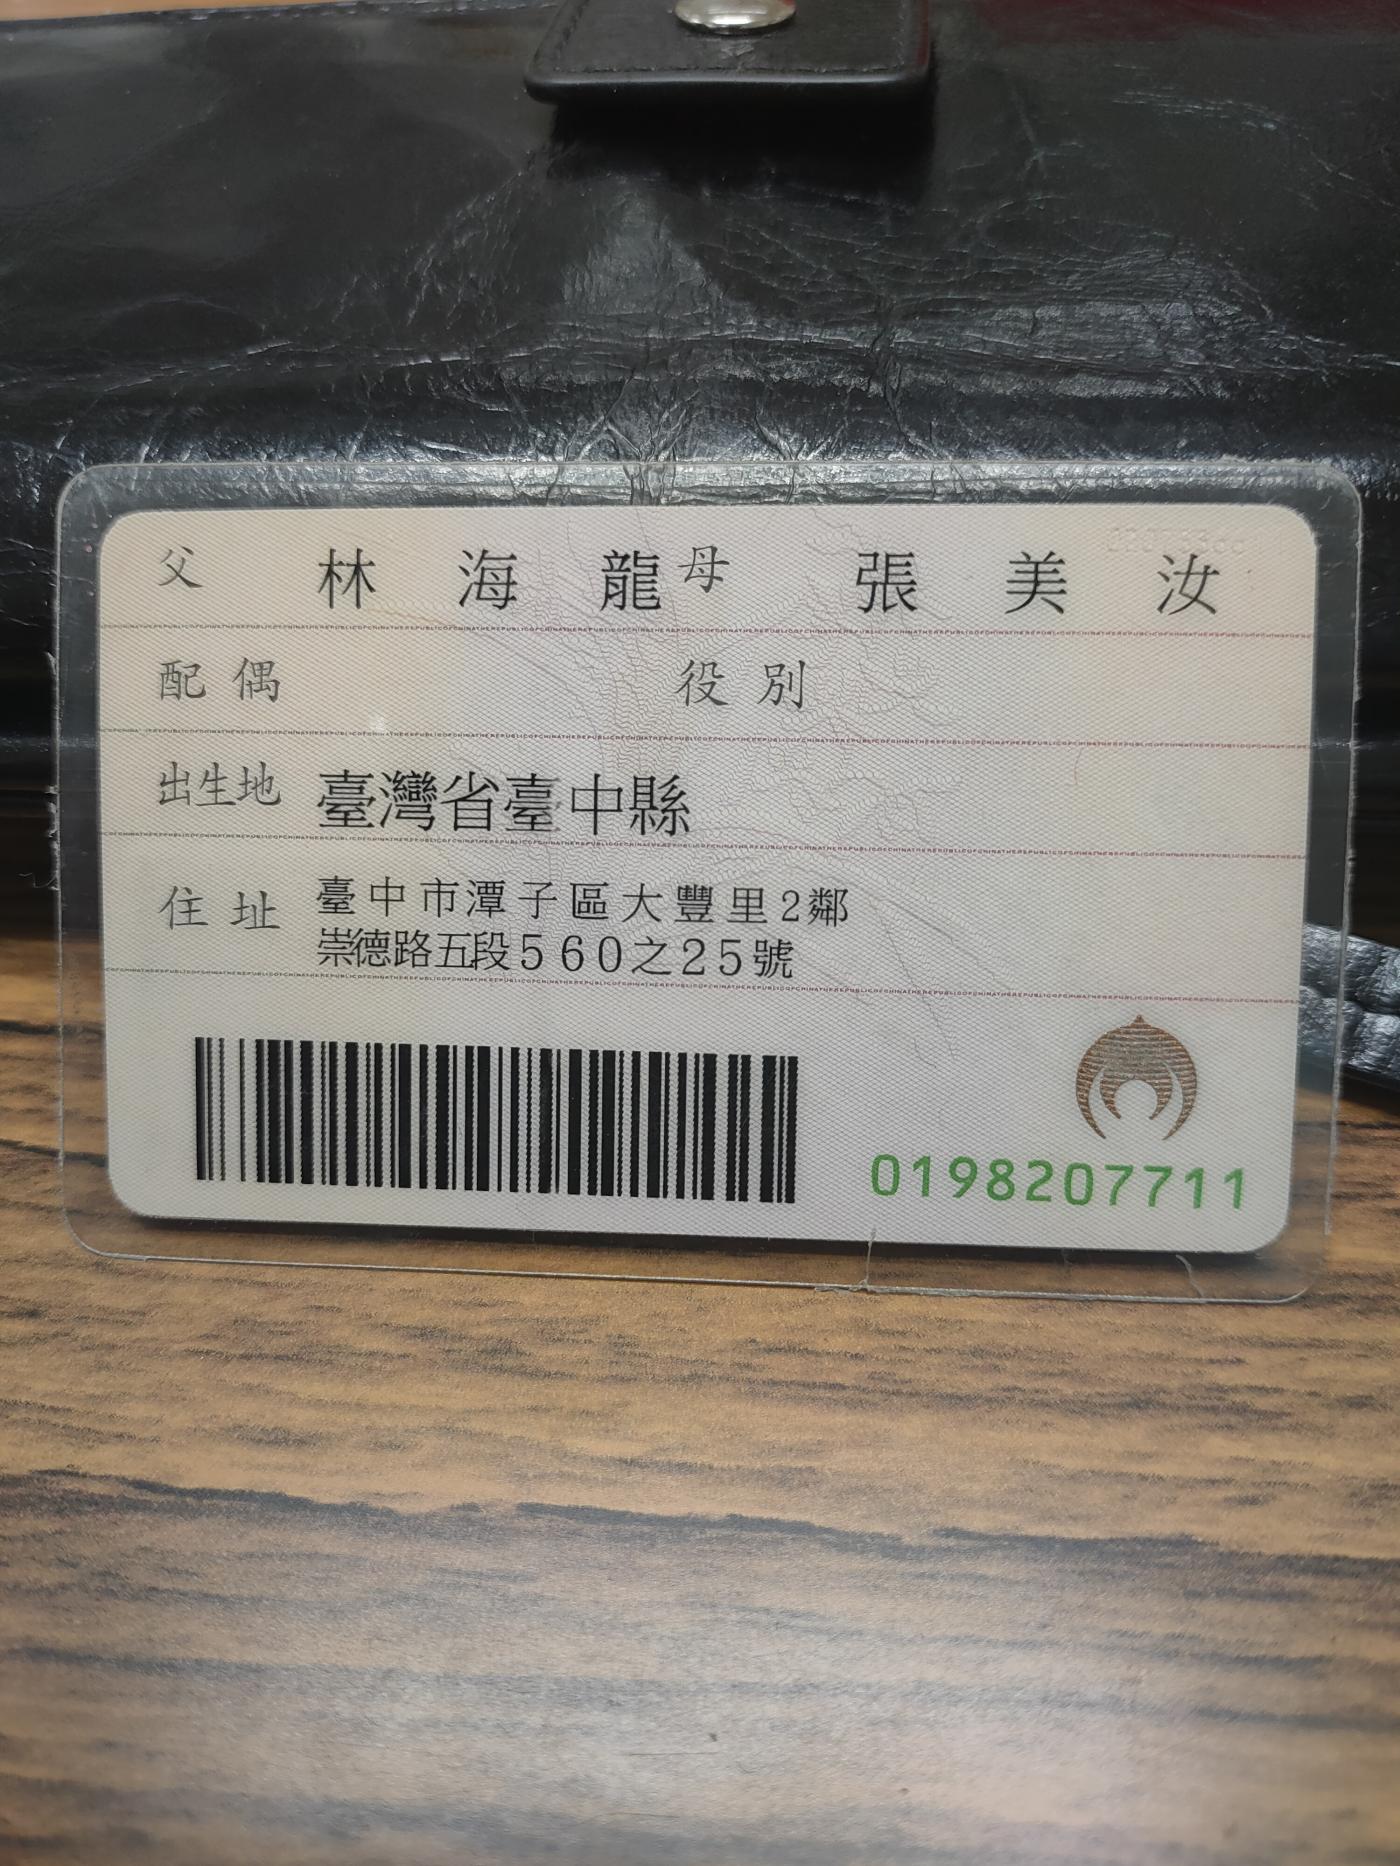 父 林海龍 母 張美汝
配偶 役別
出生地 臺灣省臺中縣
住址 臺中市潭子區大豐里2鄰
崇德路五段560之25號
0198207711